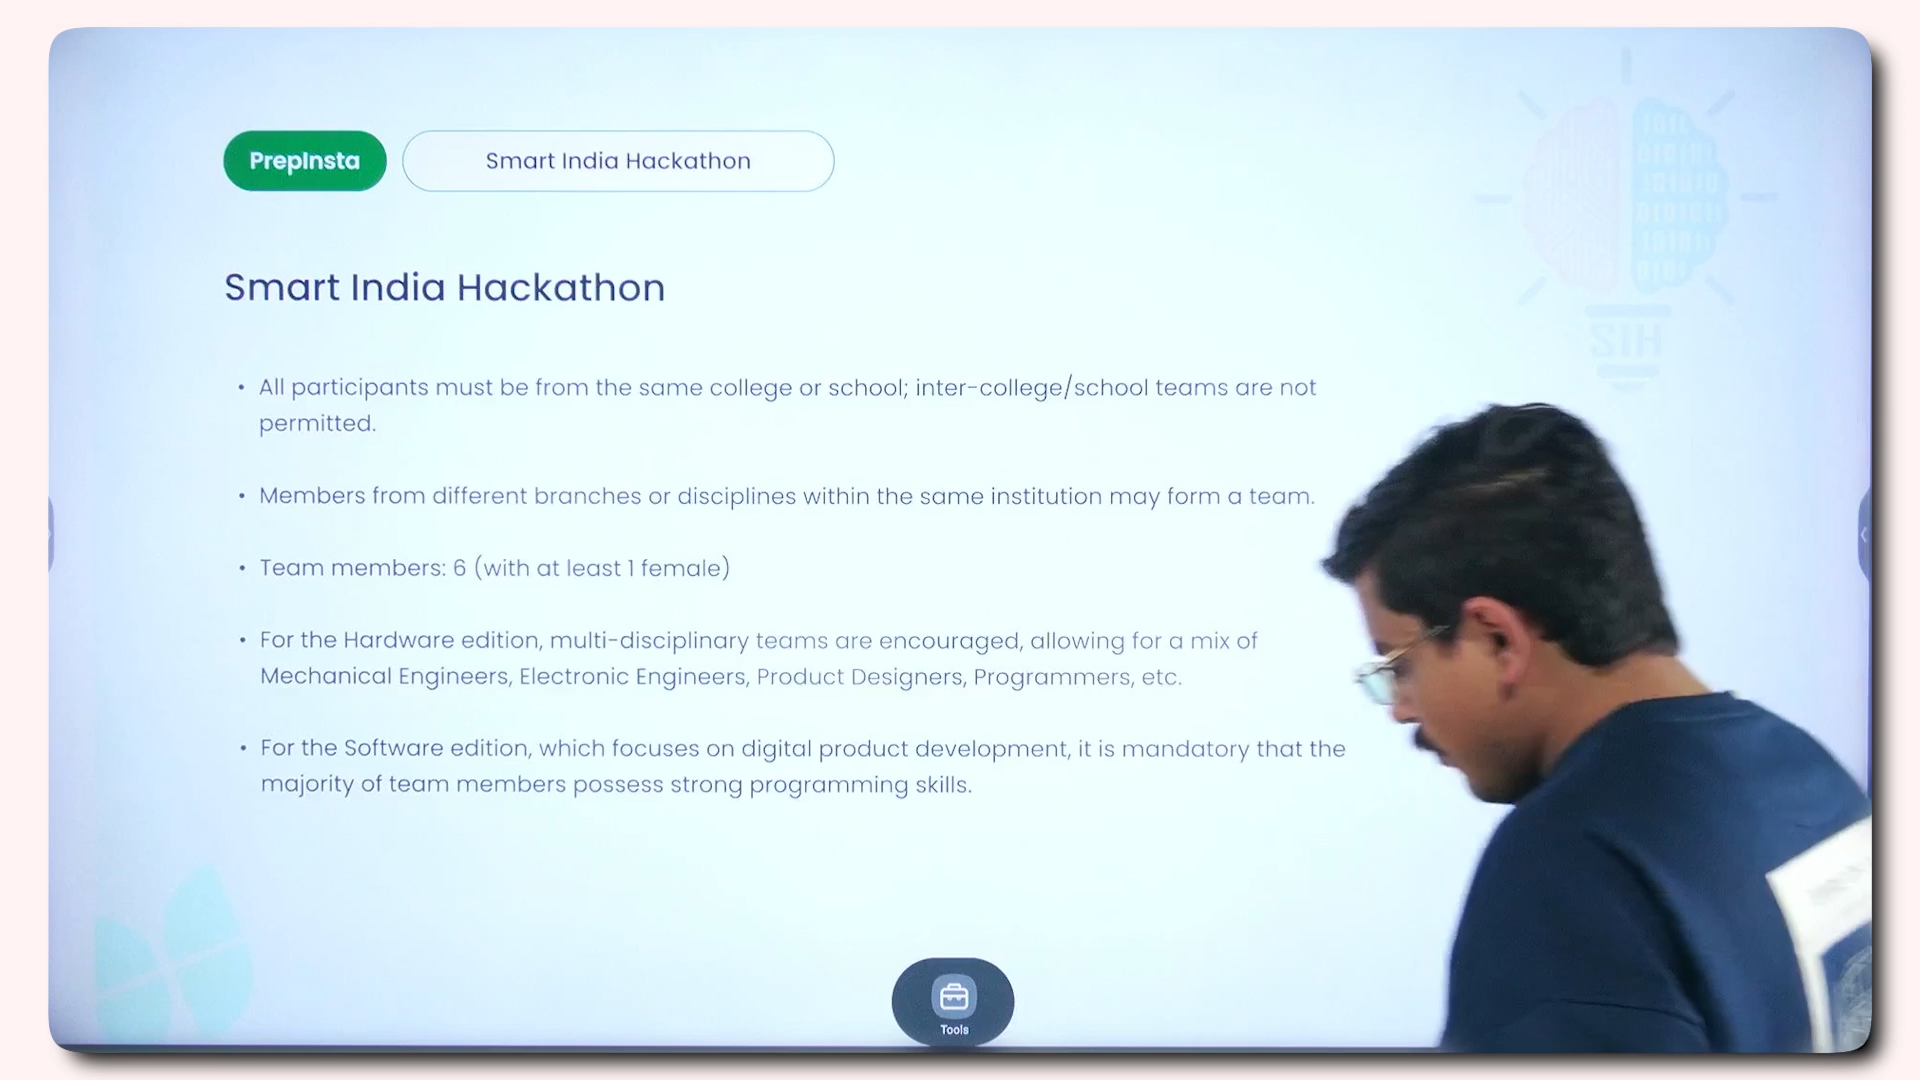 PrepInsta
Smart India Hackathon
SIH
Smart India Hackathon
• All participants must be from the same college or school; inter-college/school teams are not
permitted.
• Members from different branches or disciplines within the same institution may form a team.
• Team members: 6 (with at least 1 female)
• For the Hardware edition, multi-disciplinary teams are encouraged, allowing for a mix of
Mechanical Engineers, Electronic Engineers, Product Designers, Programmers, etc.
• For the Software edition, which focuses on digital product development, it is mandatory that the
majority of team members possess strong programming skills.
Tools